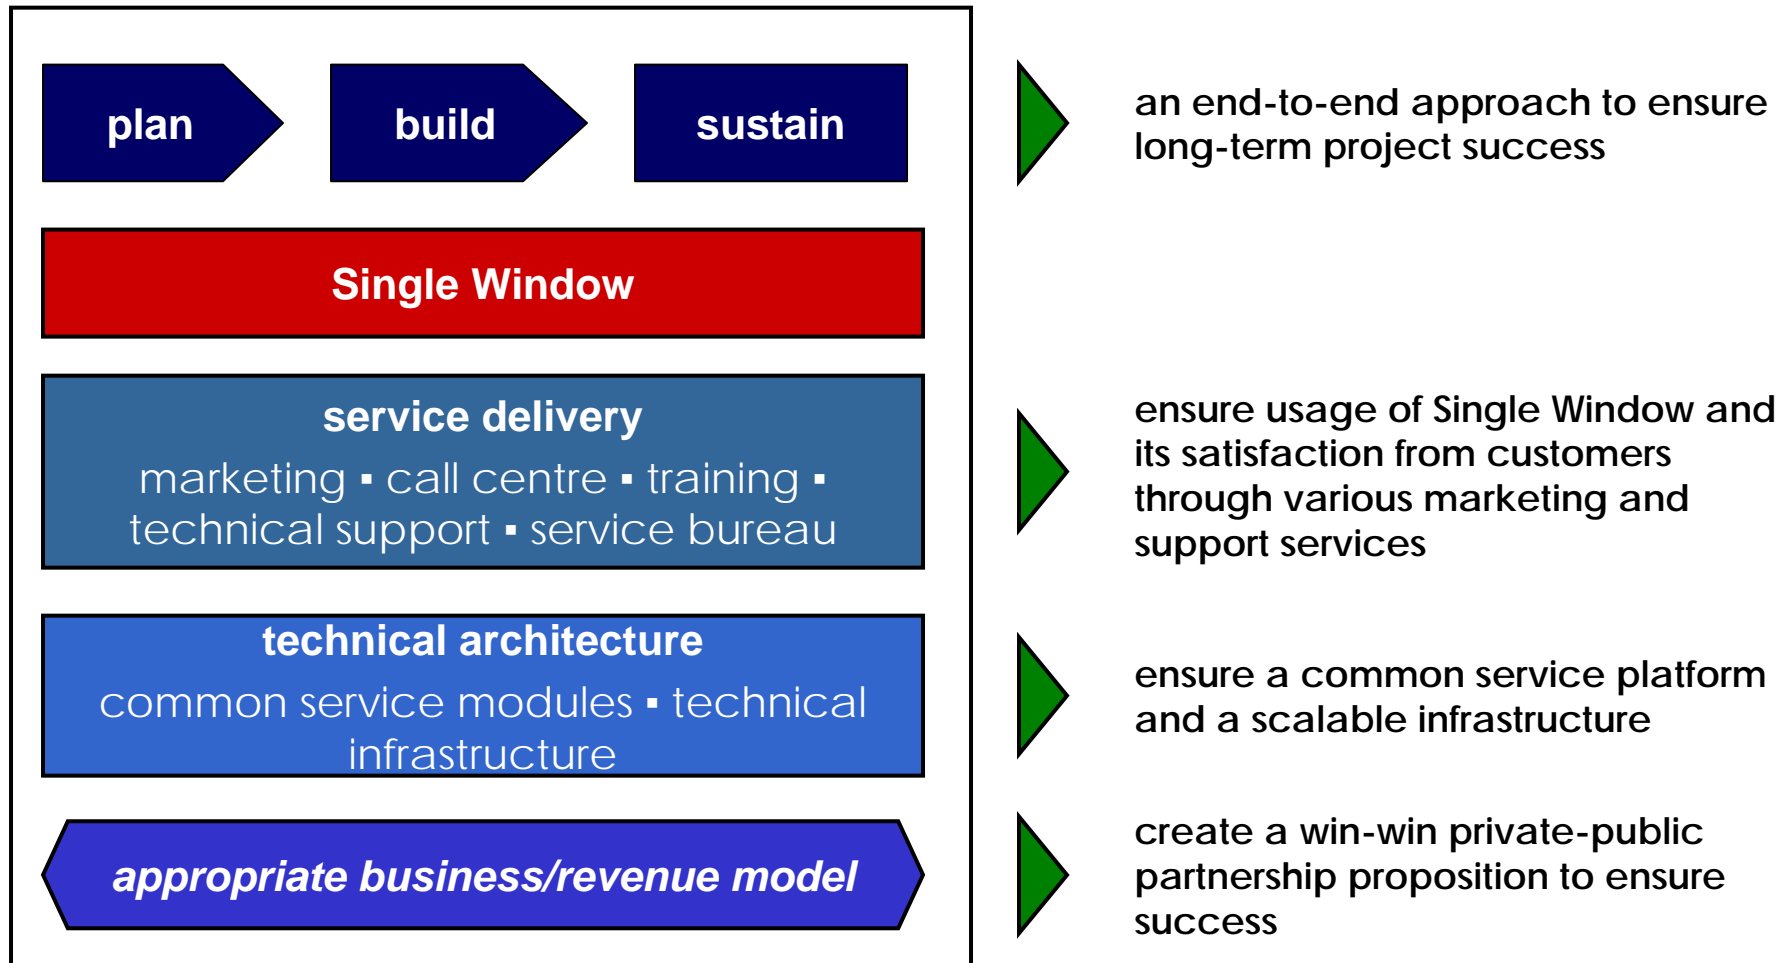 plan
build
sustain
an end-to-end approach to ensure
long-term project success
Single Window
service delivery
marketing ▪ call centre ▪ training ▪
technical support ▪ service bureau
ensure usage of Single Window and
its satisfaction from customers
through various marketing and
support services
technical architecture
common service modules ▪ technical
infrastructure
ensure a common service platform
and a scalable infrastructure
appropriate business/revenue model
create a win-win private-public
partnership proposition to ensure
success